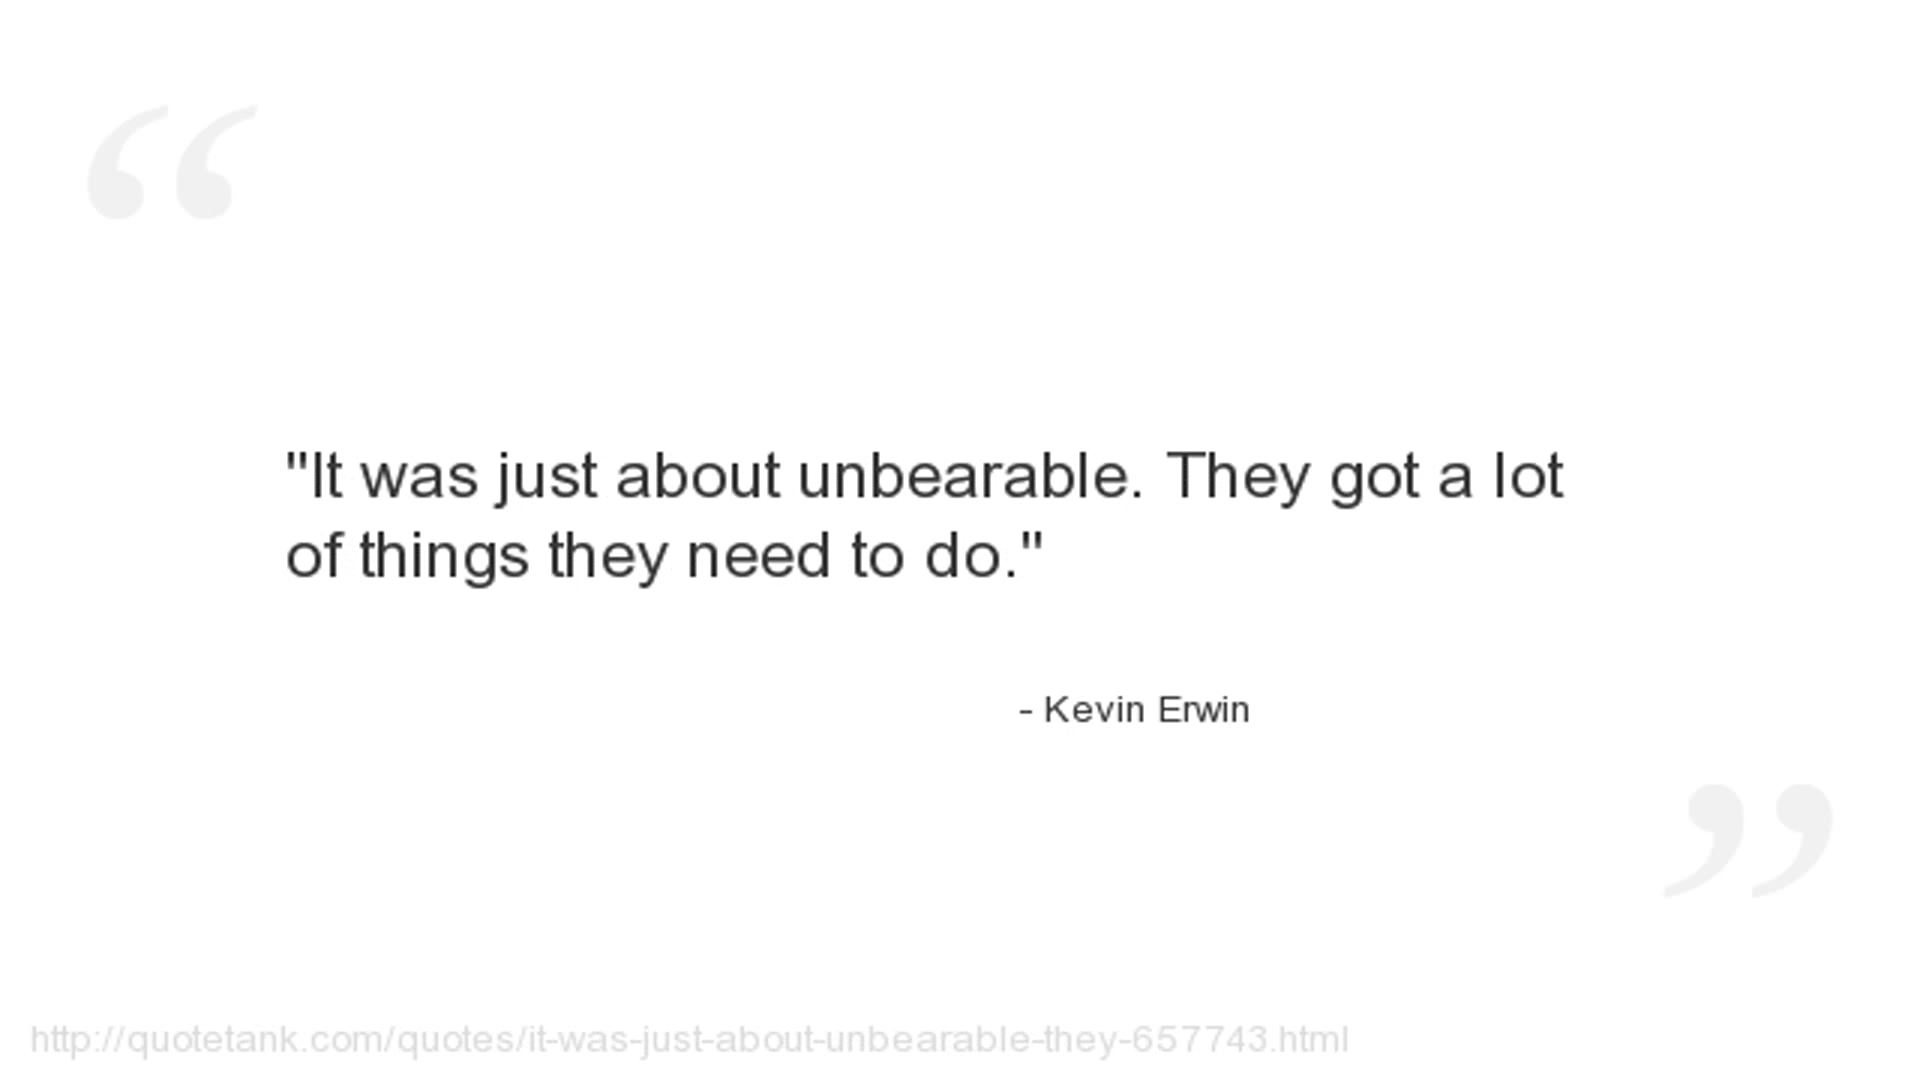 "It was just about unbearable. They got a lot
of things they need to do."
- Kevin Erwin
http://quotetank.com/quotes/it-was-just-about-unbearable-they-657743.html